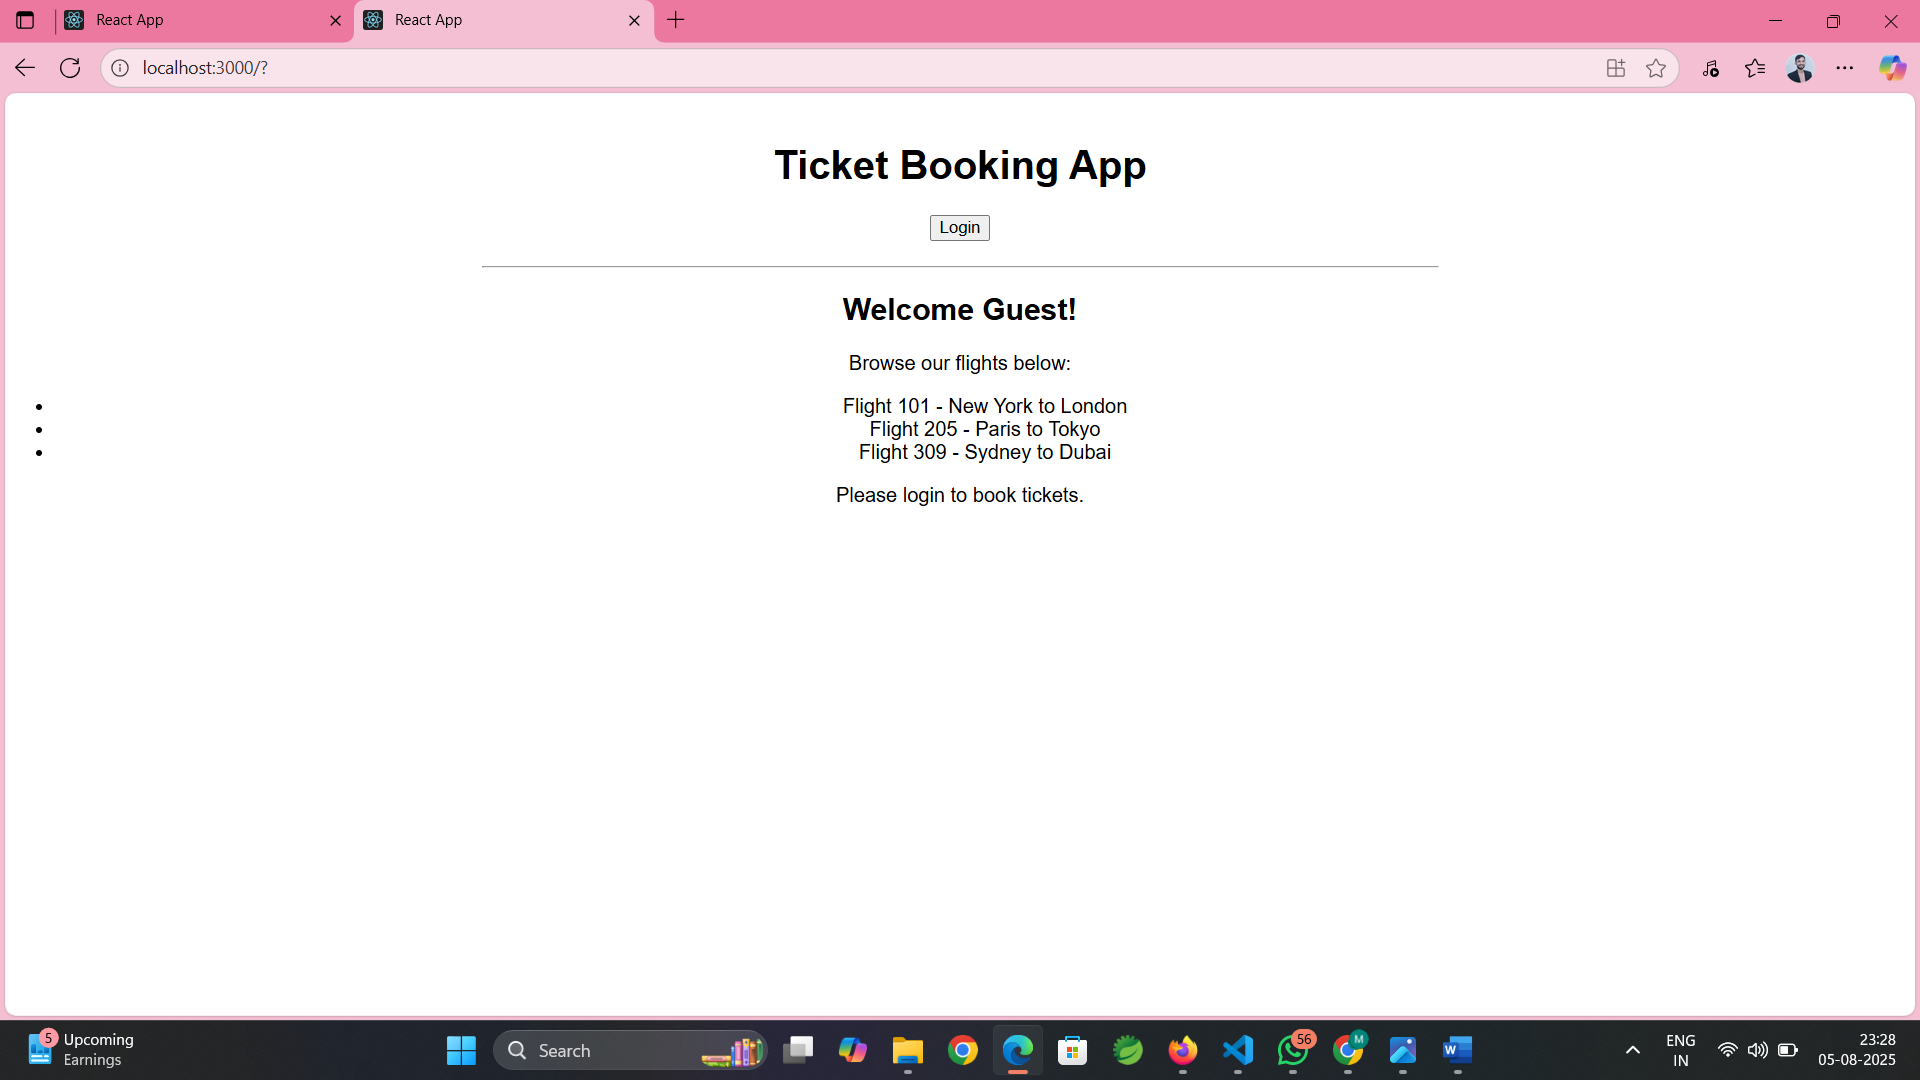 React App
React App
localhost:3000/?
Ticket Booking App
Login
Welcome Guest!
Browse our flights below:
• Flight 101 - New York to London
• Flight 205 - Paris to Tokyo
• Flight 309 - Sydney to Dubai
Please login to book tickets.
5
Upcoming
Earnings
Search
W
56
M
ENG
IN
23:28
05-08-2025